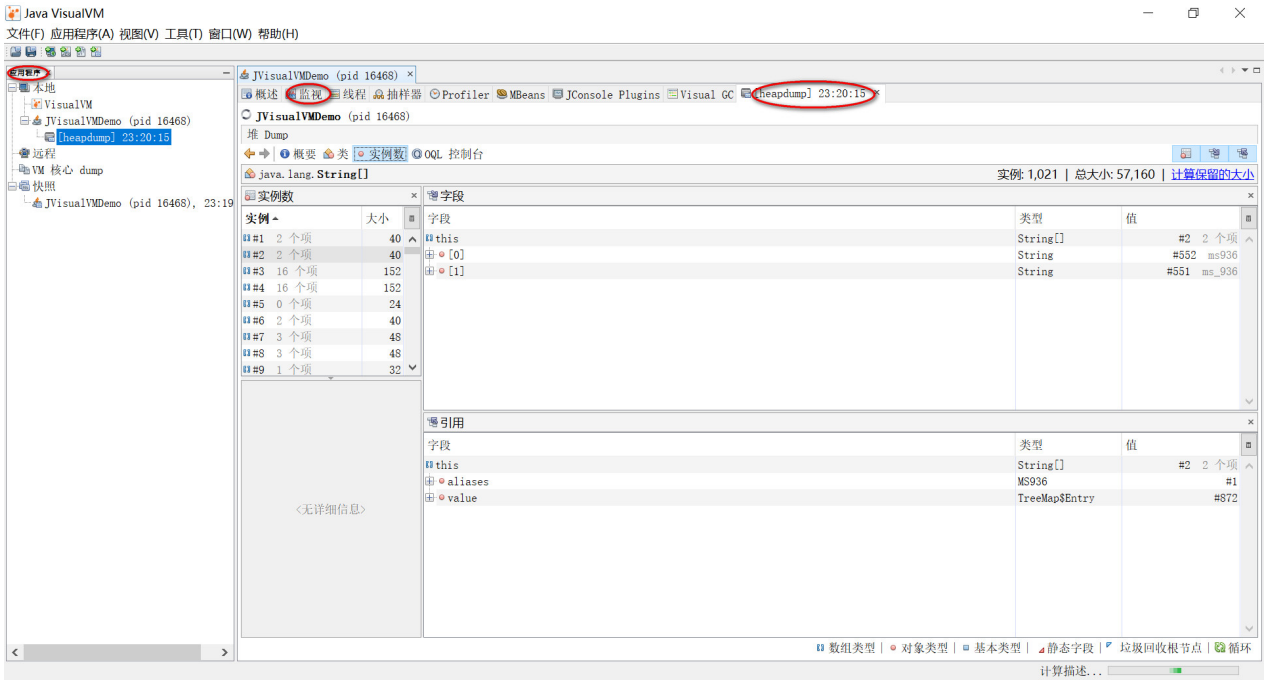 Java VisualVM
文件(F) 应用程序(A) 视图(V) 工具(T) 窗口(W) 帮助(H)
应用程序
本地
VisualVM
JVisualVMDemo (pid 16468)
[heapdump] 23:20:15
远程
VM 核心 dump
快照
JVisualVMDemo (pid 16468), 23:19
JVisualVMDemo (pid 16468) ×
概述 监视 线程 抽样器 Profiler MBeans JConsole Plugins Visual GC [heapdump] 23:20:15 ×
JVisualVMDemo (pid 16468)
堆 Dump
概要 类 实例数 OQL 控制台
java.lang.String[] 实例: 1,021 | 总大小: 57,160 | 计算保留的大小
实例数
实例 大小
#1 2 个项 40
#2 2 个项 40
#3 16 个项 152
#4 16 个项 152
#5 0 个项 24
#6 2 个项 40
#7 3 个项 48
#8 3 个项 48
#9 1 个项 32
<无详细信息>
字段
字段 类型 值
this String[] #2 2 个项
[0] String #552 ms936
[1] String #551 ms_936
引用
字段 类型 值
this String[] #2 2 个项
aliases MS936 #1
value TreeMap$Entry #872
数组类型 | 对象类型 | 基本类型 | 静态字段 | 垃圾回收根节点 | 循环
计算描述...